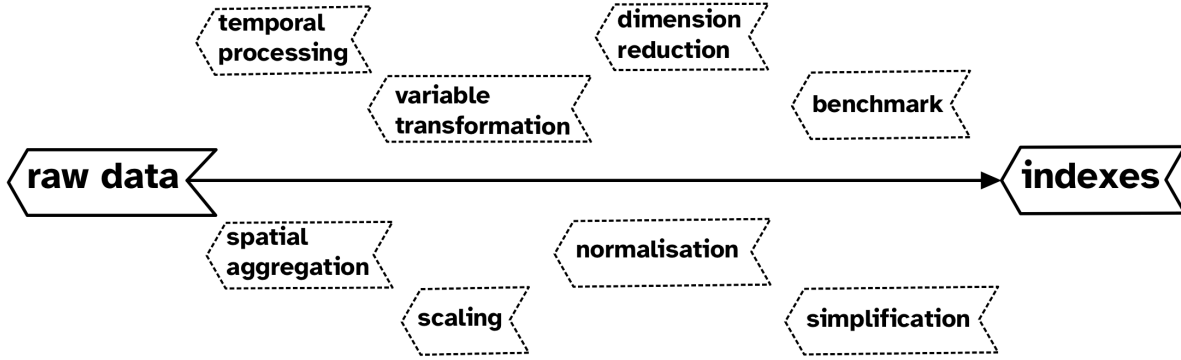 temporal
processing
dimension
reduction
variable
transformation
benchmark
raw data
indexes
spatial
aggregation
normalisation
scaling
simplification